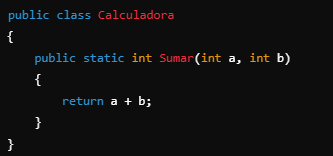 public class Calculadora
{
    public static int Sumar(int a, int b)
    {
        return a + b;
    }
}